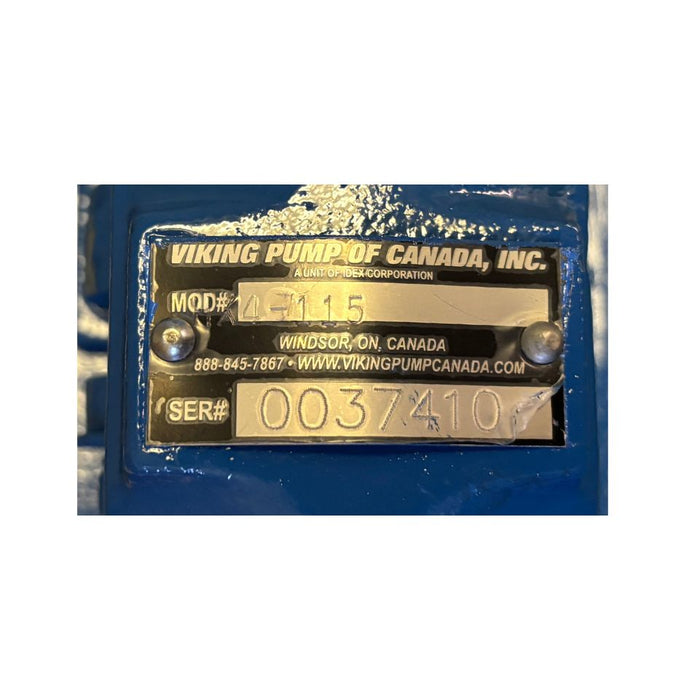 VIKING PUMP OF CANADA, INC.
A UNIT OF IDEX CORPORATION
MOD# 4-115
WINDSOR, ON, CANADA
888-845-7867 • WWW.VIKINGPUMPCANADA.COM
SER# 0037410